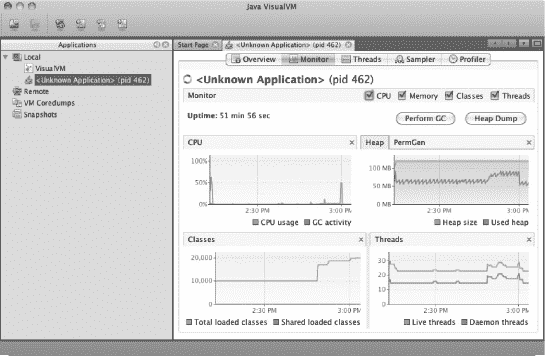 Java VisualVM
Applications
Local
VisualVM
<Unknown Application> (pid 462)
Remote
VM Coredumps
Snapshots
Start Page
<Unknown Application> (pid 462)
Overview
Monitor
Threads
Sampler
Profiler
<Unknown Application> (pid 462)
Monitor
CPU
Memory
Classes
Threads
Uptime: 51 min 56 sec
Perform GC
Heap Dump
CPU
100%
50%
0%
2:30 PM
3:00 PM
CPU usage
GC activity
Heap
PermGen
100 MB
50 MB
0 MB
2:30 PM
3:00 PM
Heap size
Used heap
Classes
20,000
10,000
0
2:30 PM
3:00 PM
Total loaded classes
Shared loaded classes
Threads
30
20
10
0
2:30 PM
3:00 PM
Live threads
Daemon threads